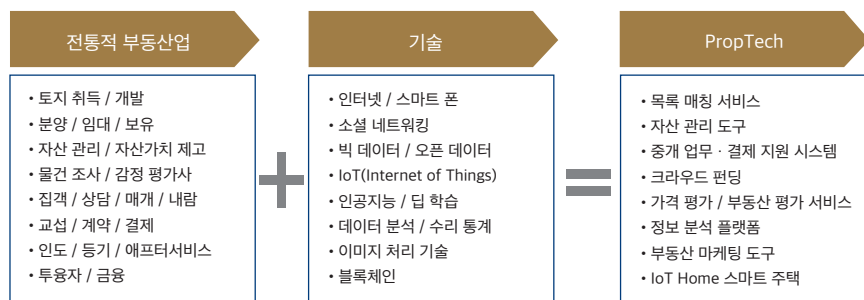 전통적 부동산업
• 토지 취득 / 개발
• 분양 / 임대 / 보유
• 자산 관리 / 자산가치 제고
• 물건 조사 / 감정 평가사
• 집객 / 상담 / 매개 / 내람
• 교섭 / 계약 / 결제
• 인도 / 등기 / 애프터서비스
• 투융자 / 금융
+
기술
• 인터넷 / 스마트 폰
• 소셜 네트워킹
• 빅 데이터 / 오픈 데이터
• IoT(Internet of Things)
• 인공지능 / 딥 학습
• 데이터 분석 / 수리 통계
• 이미지 처리 기술
• 블록체인
=
PropTech
• 목록 매칭 서비스
• 자산 관리 도구
• 중개 업무 · 결제 지원 시스템
• 크라우드 펀딩
• 가격 평가 / 부동산 평가 서비스
• 정보 분석 플랫폼
• 부동산 마케팅 도구
• IoT Home 스마트 주택